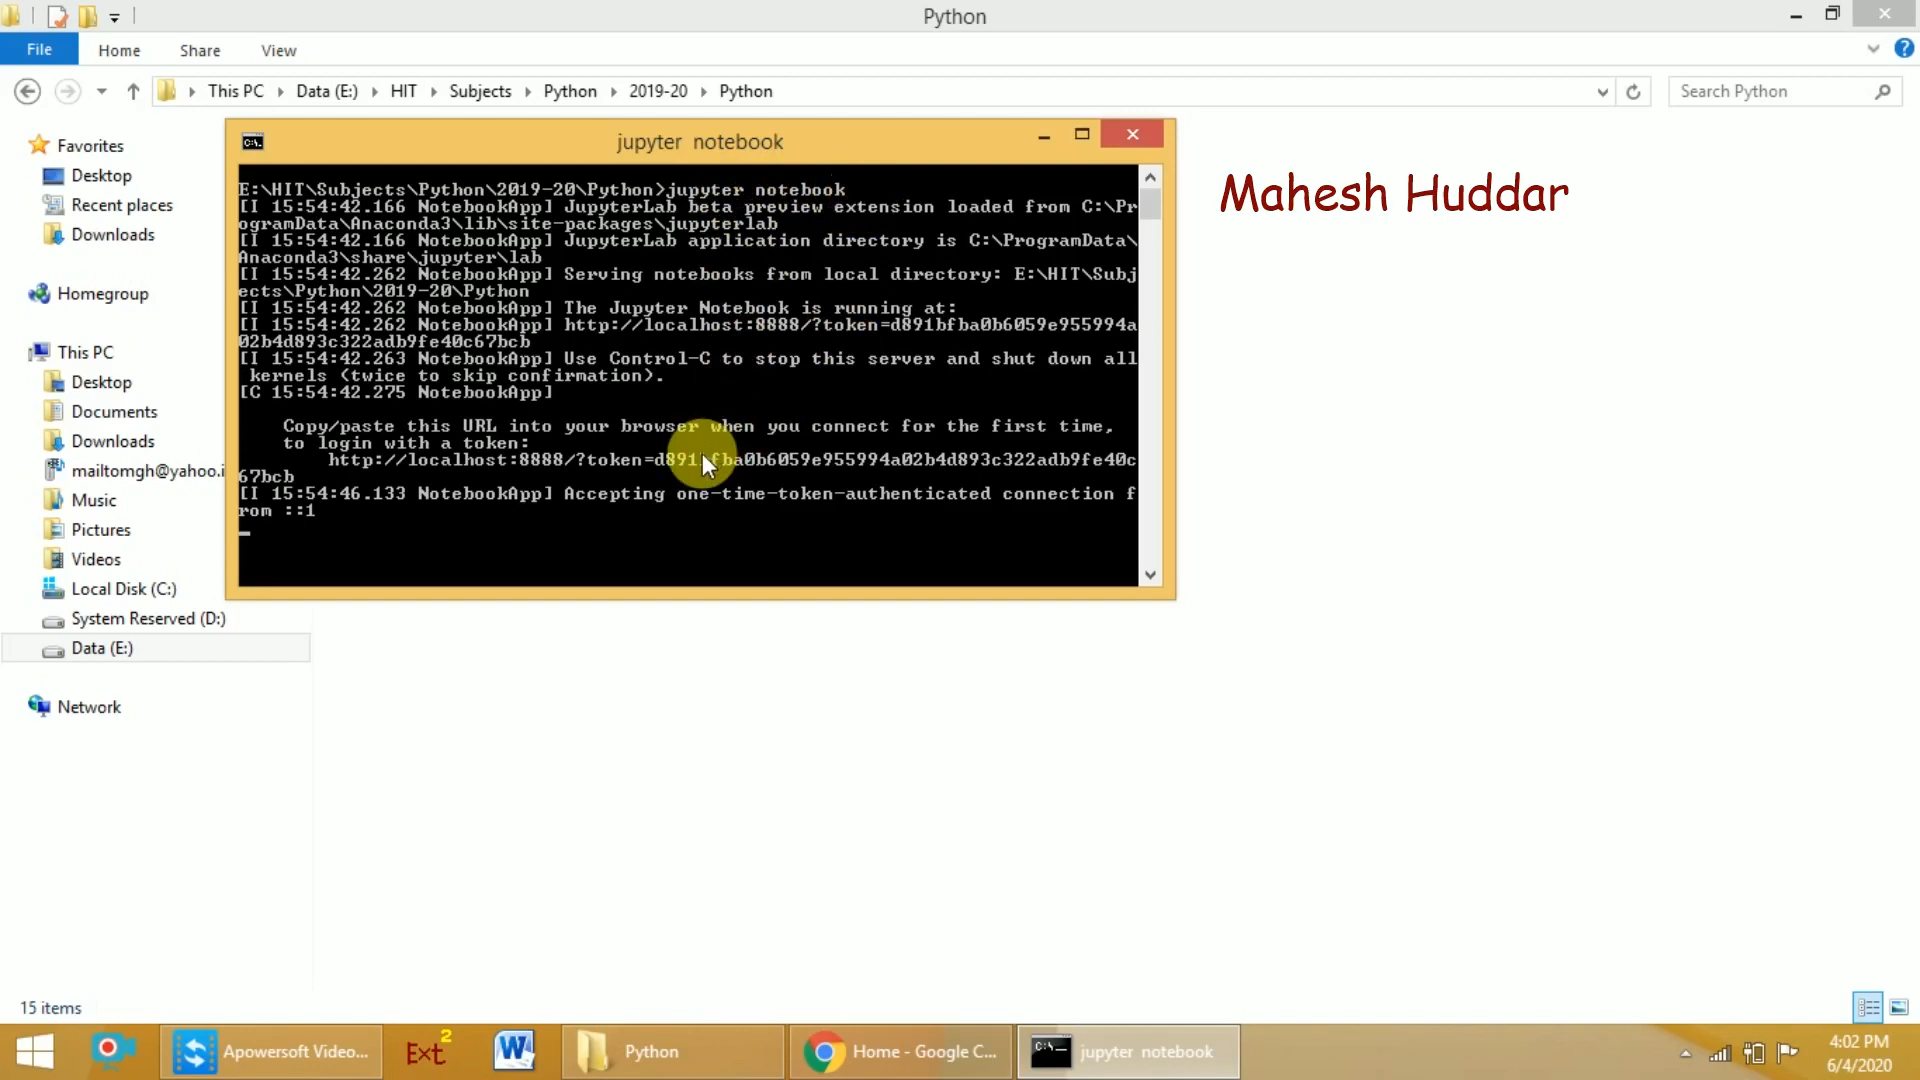 Python
File Home Share View
This PC Data (E:) HIT Subjects Python 2019-20 Python
Search Python
Favorites
Desktop
Recent places
Downloads
Homegroup
This PC
Desktop
Documents
Downloads
mailtomgh@yahoo.i
Music
Pictures
Videos
Local Disk (C:)
System Reserved (D:)
Data (E:)
Network
jupyter notebook
E:\HIT\Subjects\Python\2019-20\Python>jupyter notebook
[I 15:54:42.166 NotebookApp] JupyterLab beta preview extension loaded from C:\Pr
ogramData\Anaconda3\lib\site-packages\jupyterlab
[I 15:54:42.166 NotebookApp] JupyterLab application directory is C:\ProgramData\
Anaconda3\share\jupyter\lab
[I 15:54:42.262 NotebookApp] Serving notebooks from local directory: E:\HIT\Subj
ects\Python\2019-20\Python
[I 15:54:42.262 NotebookApp] The Jupyter Notebook is running at:
[I 15:54:42.262 NotebookApp] http://localhost:8888/?token=d891bfba0b6059e955994a
02b4d893c322adb9fe40c67bcb
[I 15:54:42.263 NotebookApp] Use Control-C to stop this server and shut down all
kernels (twice to skip confirmation).
[C 15:54:42.275 NotebookApp]
Copy/paste this URL into your browser when you connect for the first time,
to login with a token:
http://localhost:8888/?token=d891bfba0b6059e955994a02b4d893c322adb9fe40c
67bcb
[I 15:54:46.133 NotebookApp] Accepting one-time-token-authenticated connection f
rom ::1
Mahesh Huddar
15 items
Apowersoft Video... Ext2 Python Home - Google C... jupyter notebook
4:02 PM
6/4/2020